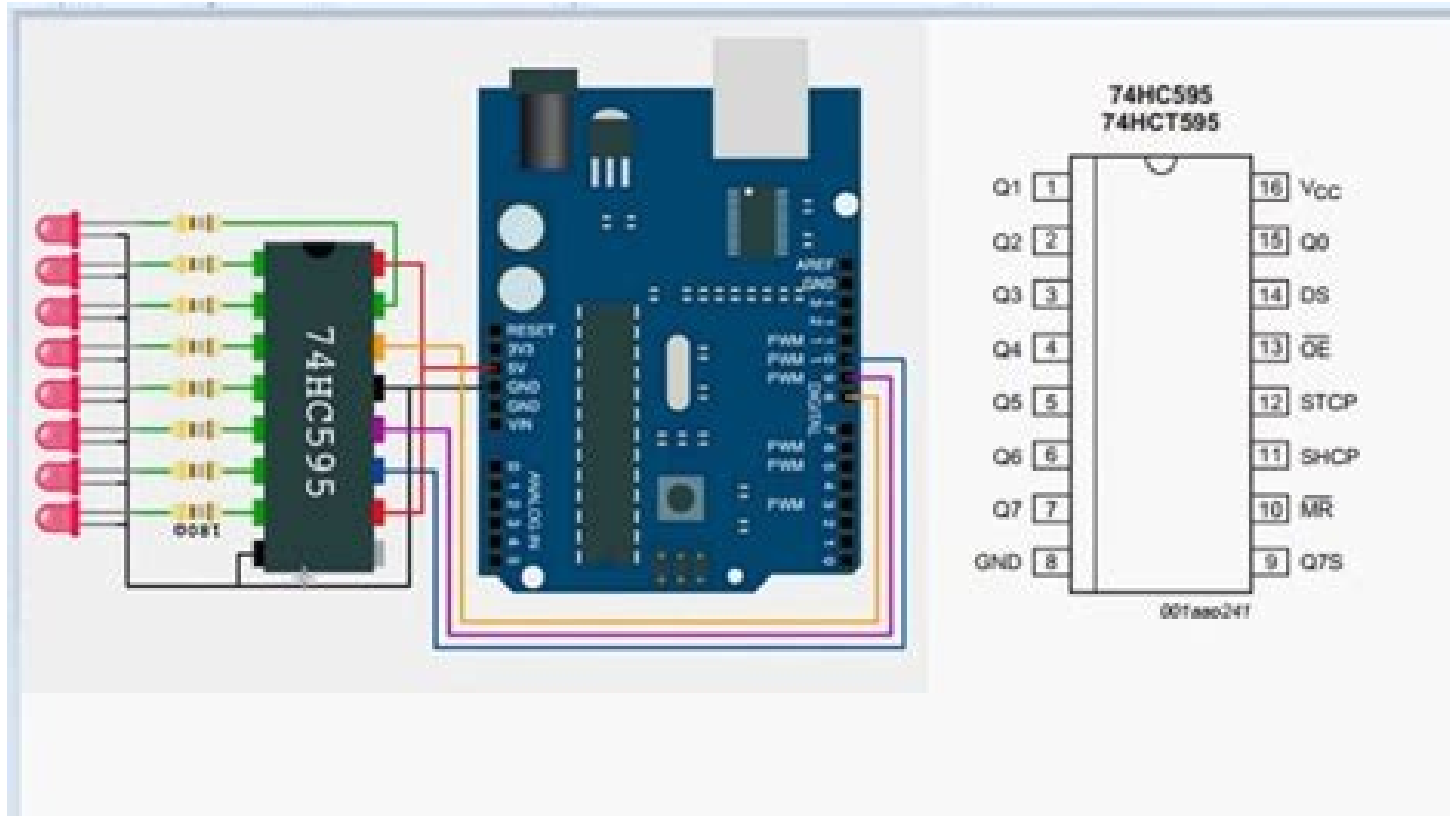 180Ω
74HC595
RESET
3V3
5V
GND
GND
VIN
ANALOG IN
AREF
GND
PWM
PWM
PWM
DIGITAL
PWM
PWM
PWM
74HC595
74HCT595
Q1 1
Q2 2
Q3 3
Q4 4
Q5 5
Q6 6
Q7 7
GND 8
16 VCC
15 Q0
14 DS
13 O̅E̅
12 STCP
11 SHCP
10 M̅R̅
9 Q7S
001aao241